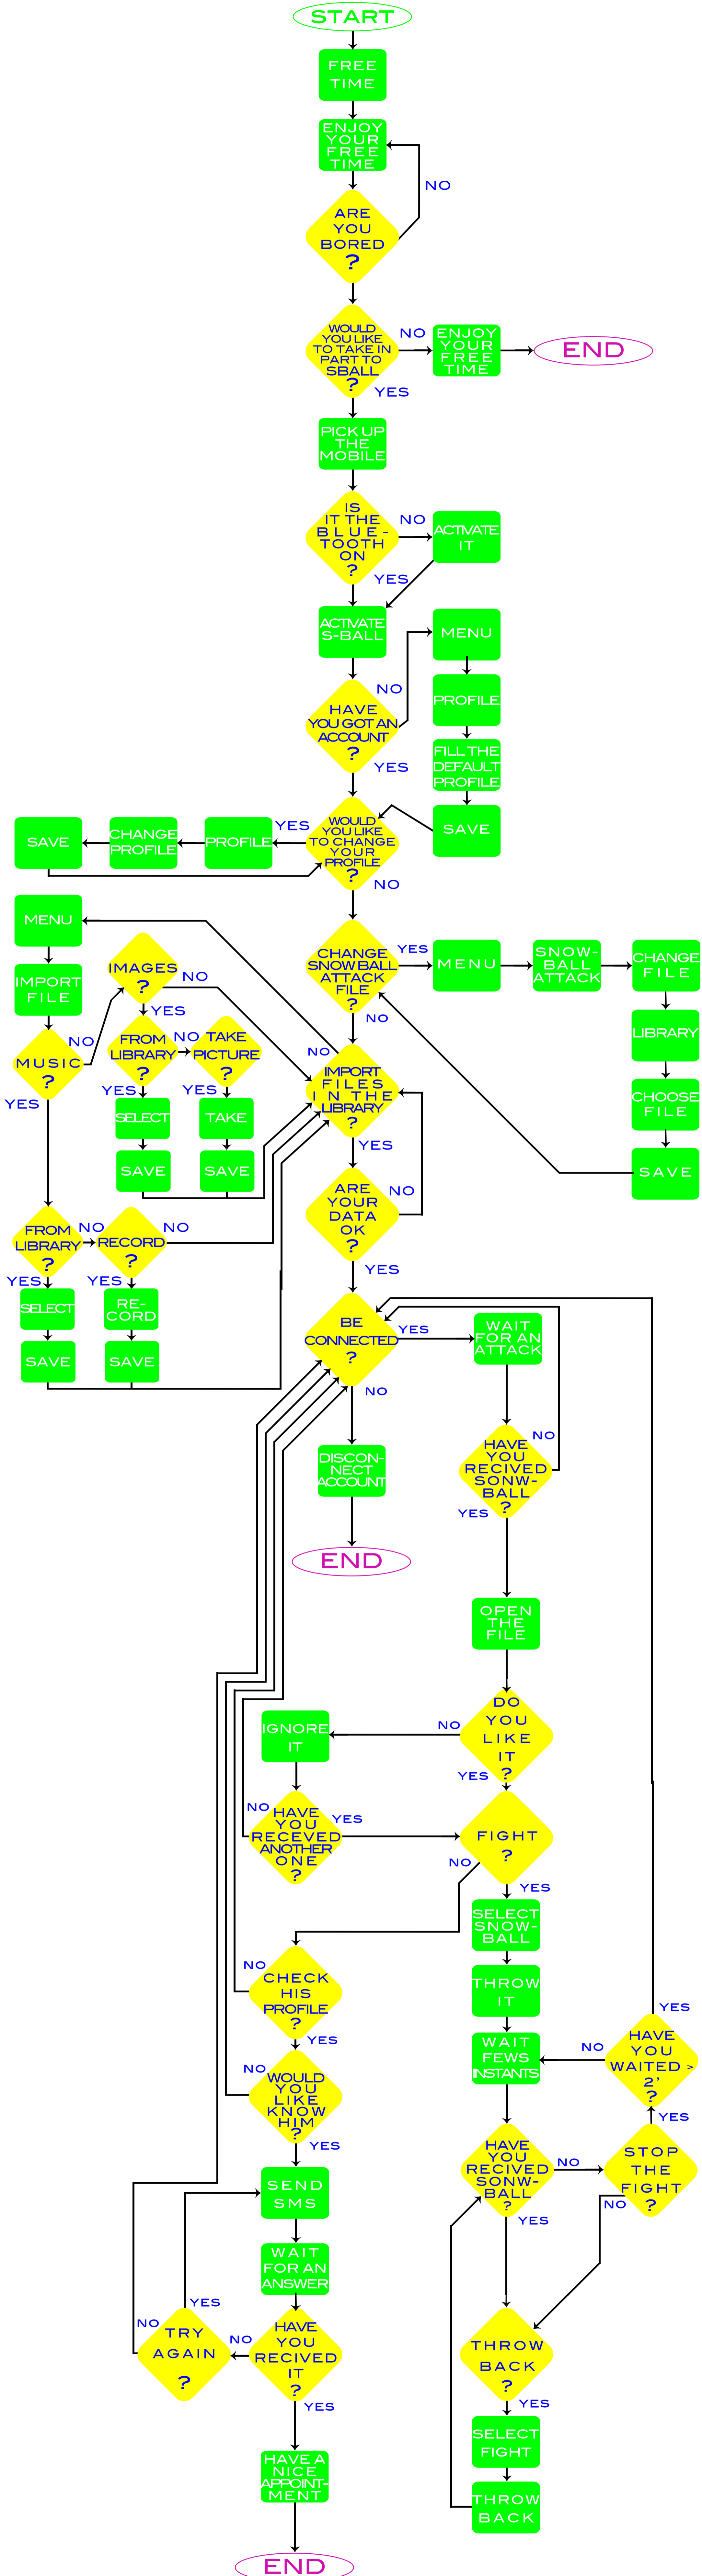 START
FREE
TIME
ENJOY
YOUR
FREE
TIME
NO
ARE
YOU
BORED
?
WOULD
YOU LIKE
TO TAKE IN
PART TO
SBALL
?
NO
YES
ENJOY
YOUR
FREE
TIME
END
PICK UP
THE
MOBILE
IS
IT THE
BLUE-
TOOTH
ON
?
NO
YES
ACTIVATE
IT
ACTIVATE
S-BALL
HAVE
YOU GOT AN
ACCOUNT
?
NO
YES
MENU
PROFILE
FILL THE
DEFAULT
PROFILE
SAVE
WOULD
YOU LIKE
TO CHANGE
YOUR
PROFILE
?
YES
NO
PROFILE
CHANGE
PROFILE
SAVE
CHANGE
SNOW BALL
ATTACK
FILE
?
YES
NO
MENU
SNOW-
BALL
ATTACK
CHANGE
FILE
LIBRARY
CHOOSE
FILE
SAVE
IMPORT
FILES
IN THE
LIBRARY
?
NO
YES
MENU
IMPORT
FILE
MUSIC
?
NO
YES
IMAGES
?
NO
YES
FROM
LIBRARY
?
NO
YES
TAKE
PICTURE
?
YES
SELECT
SAVE
TAKE
SAVE
FROM
LIBRARY
?
NO
YES
RECORD
?
NO
YES
SELECT
SAVE
RE-
CORD
SAVE
ARE
YOUR
DATA
OK
?
NO
YES
BE
CONNECTED
?
YES
NO
WAIT
FOR AN
ATTACK
DISCON-
NECT
ACCOUNT
END
HAVE
YOU
RECIVED
SONW-
BALL
?
NO
YES
OPEN
THE
FILE
DO
YOU
LIKE
IT
?
NO
YES
IGNORE
IT
HAVE
YOU
RECEVED
ANOTHER
ONE
?
NO
YES
FIGHT
?
NO
YES
SELECT
SNOW-
BALL
THROW
IT
WAIT
FEWS
INSTANTS
CHECK
HIS
PROFILE
?
NO
YES
WOULD
YOU
LIKE
KNOW
HIM
?
NO
YES
HAVE
YOU
WAITED >
2'
?
NO
YES
HAVE
YOU
RECIVED
SONW-
BALL
?
NO
YES
STOP
THE
FIGHT
?
YES
NO
SEND
SMS
WAIT
FOR AN
ANSWER
HAVE
YOU
RECIVED
IT
?
NO
YES
TRY
AGAIN
?
YES
NO
THROW
BACK
?
YES
SELECT
FIGHT
THROW
BACK
HAVE A
NICE
APPOINT-
MENT
END